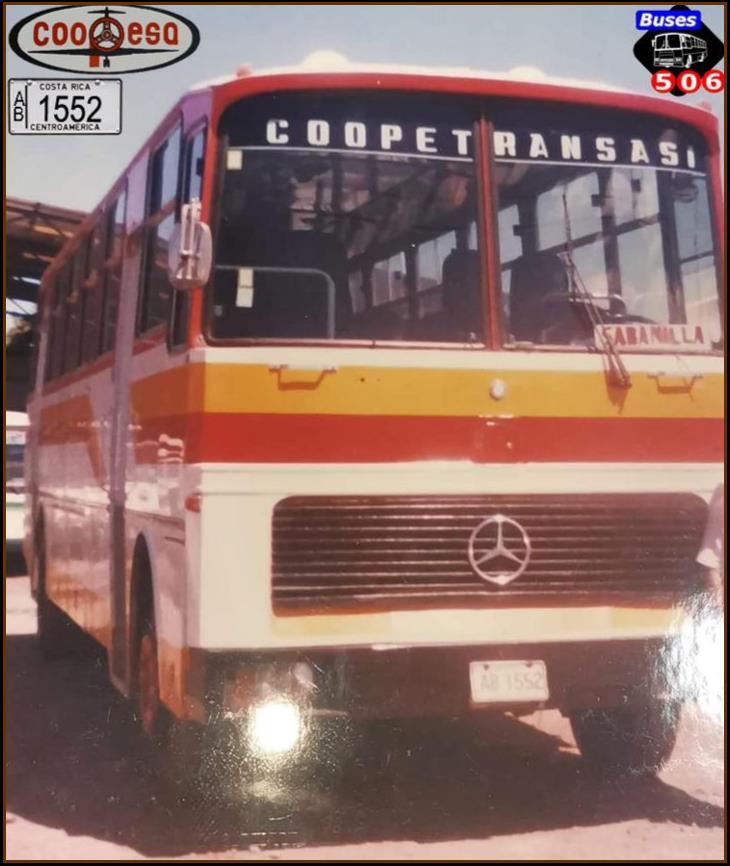 coopesa
Buses
506
COSTA RICA
AB 1552
CENTROAMERICA
COOPETRANSASI
SABANILLA
AB 1552